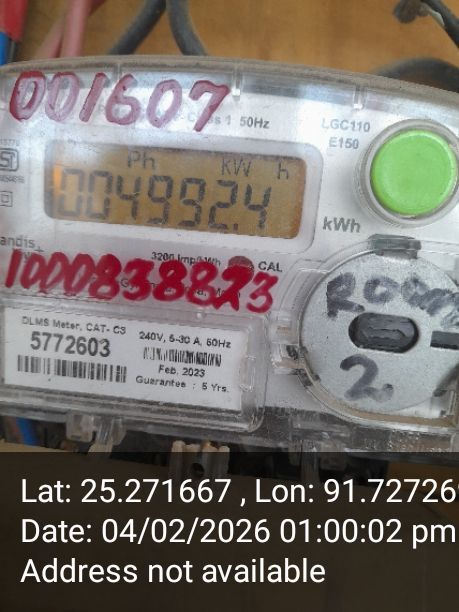 001607
Class 1 50Hz
LGC110
E150
Ph kW h
004932.4
kWh
3200 Imp/kWh
CAL
1000838823
ROOM
2.
DLMS Meter, CAT- C3
5772603
240V, 5-30 A, 50Hz
Feb, 2023
Guarantee : 5 Yrs.
Lat: 25.271667 , Lon: 91.72726
Date: 04/02/2026 01:00:02 pm
Address not available